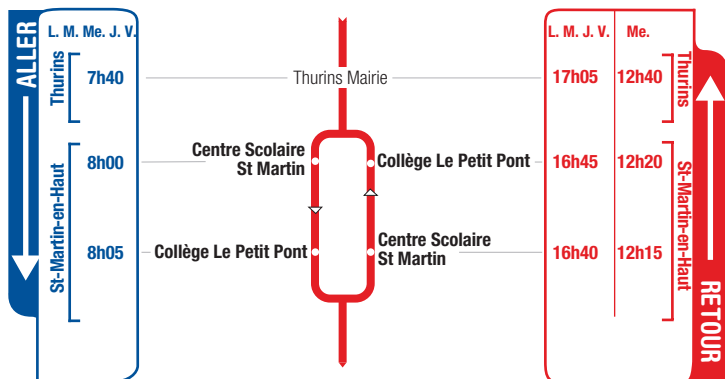 ALLER
L. M. Me. J. V.
Thurins
7h40
St-Martin-en-Haut
8h00
8h05
Thurins Mairie
Centre Scolaire
St Martin
Collège Le Petit Pont
Collège Le Petit Pont
Centre Scolaire
St Martin
L. M. J. V.
Me.
17h05
12h40
Thurins
16h45
12h20
St-Martin-en-Haut
16h40
12h15
RETOUR